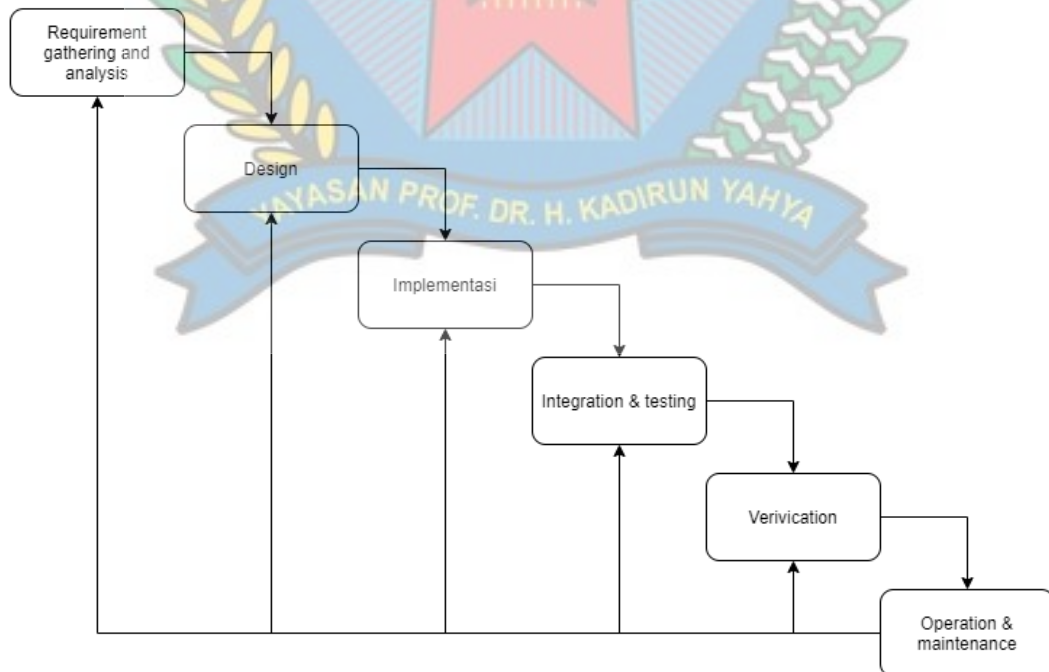 Requirement
gathering and
analysis
Design
YAYASAN PROF. DR. H. KADIRUN YAHYA
Implementasi
Integration & testing
Verivication
Operation &
maintenance